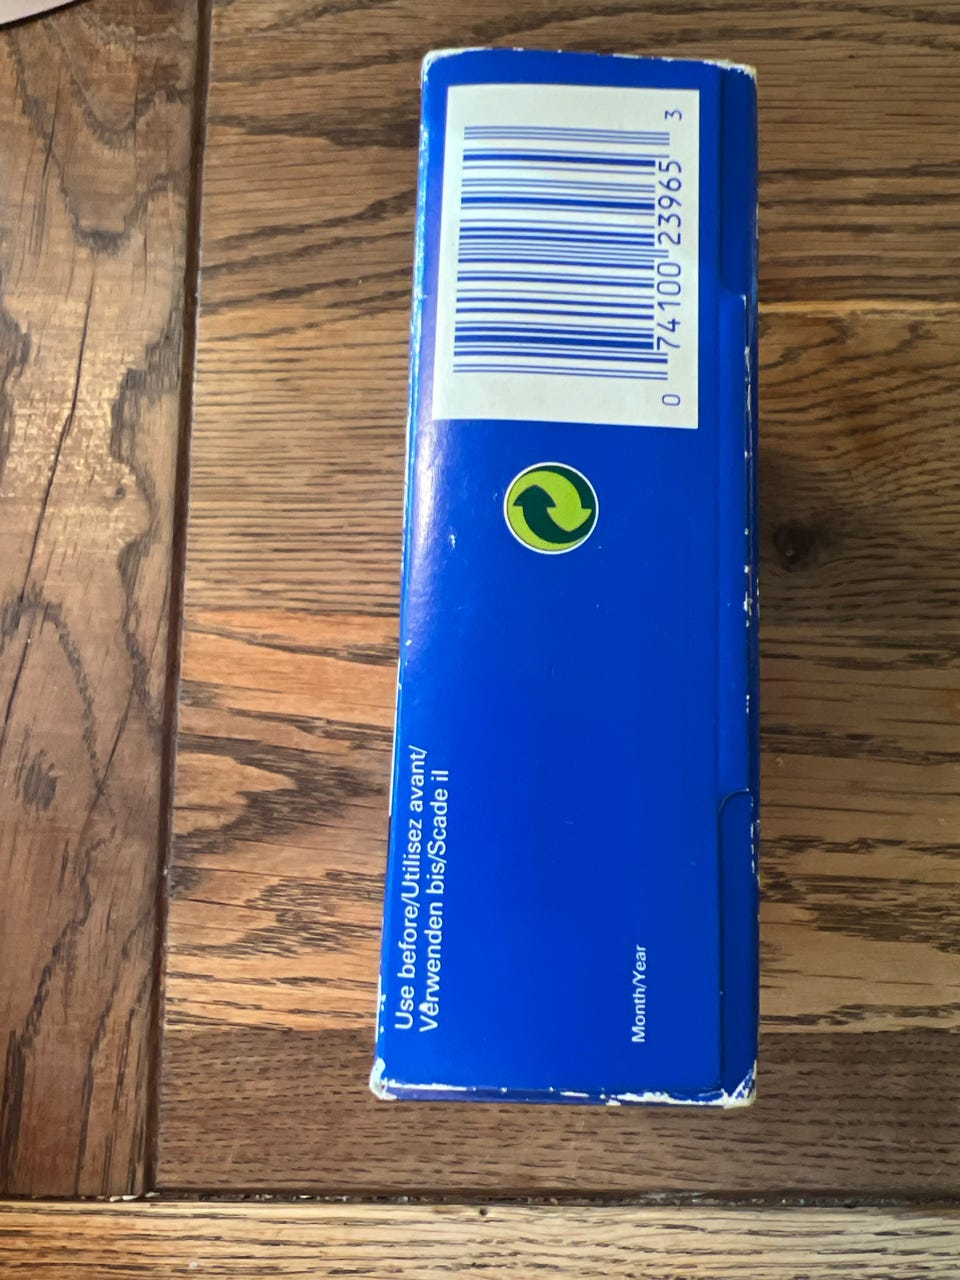 0 74100 23965 3
Use before/Utilisez avant/
Verwenden bis/Scade il
Month/Year